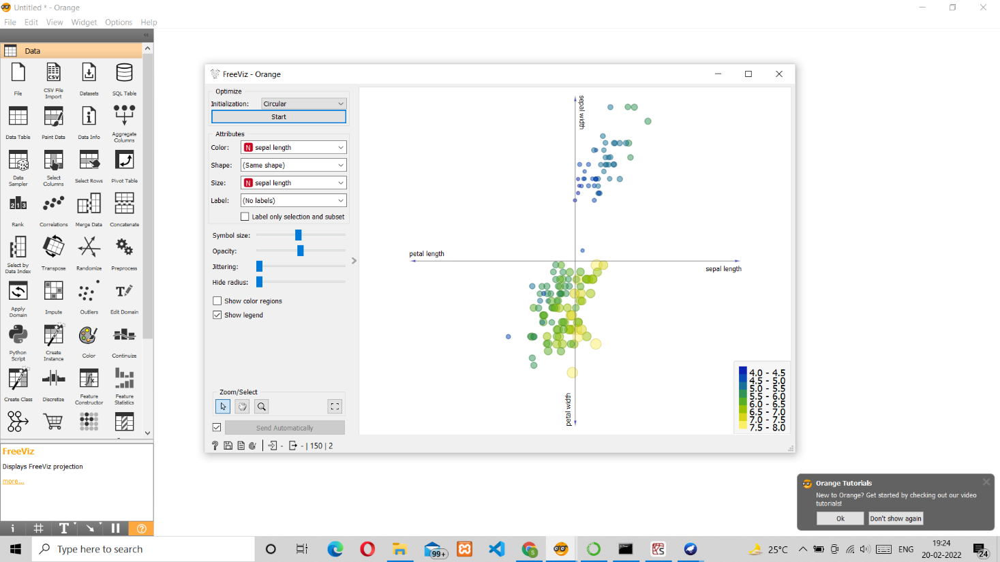 Untitled * - Orange
File Edit View Widget Options Help
Data
File CSV File Import Datasets SQL Table
Data Table Paint Data Data Info Aggregate Columns
Data Sampler Select Columns Select Rows Pivot Table
Rank Correlations Merge Data Concatenate
Select by Data Index Transpose Randomize Preprocess
Apply Domain Impute Outliers Edit Domain
Python Script Create Instance Color Continuize
Create Class Discretize Feature Constructor Feature Statistics
FreeViz
Displays FreeViz projection
more...
FreeViz - Orange
Optimize
Initialization: Circular
Start
Attributes
Color: N sepal length
Shape: (Same shape)
Size: N sepal length
Label: (No labels)
Label only selection and subset
Symbol size:
Opacity:
Jittering:
Hide radius:
Show color regions
Show legend
Zoom/Select
Send Automatically
- - | 150 | 2
sepal width
petal length
sepal length
petal width
4.0 - 4.5
4.5 - 5.0
5.0 - 5.5
5.5 - 6.0
6.0 - 6.5
6.5 - 7.0
7.0 - 7.5
7.5 - 8.0
Orange Tutorials
New to Orange? Get started by checking out our video
tutorials!
Ok Don't show again
Type here to search
99+
25°C
ENG
19:24
20-02-2022
24